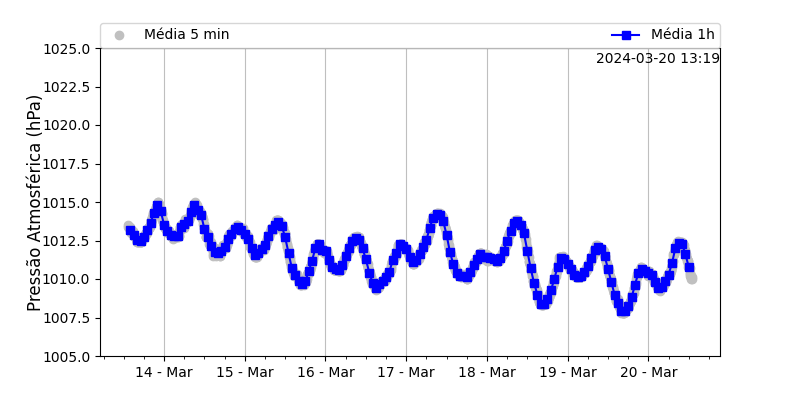 Média 5 min
Média 1h
2024-03-20 13:19
Pressão Atmosférica (hPa)
1025.0
1022.5
1020.0
1017.5
1015.0
1012.5
1010.0
1007.5
1005.0
14 - Mar
15 - Mar
16 - Mar
17 - Mar
18 - Mar
19 - Mar
20 - Mar